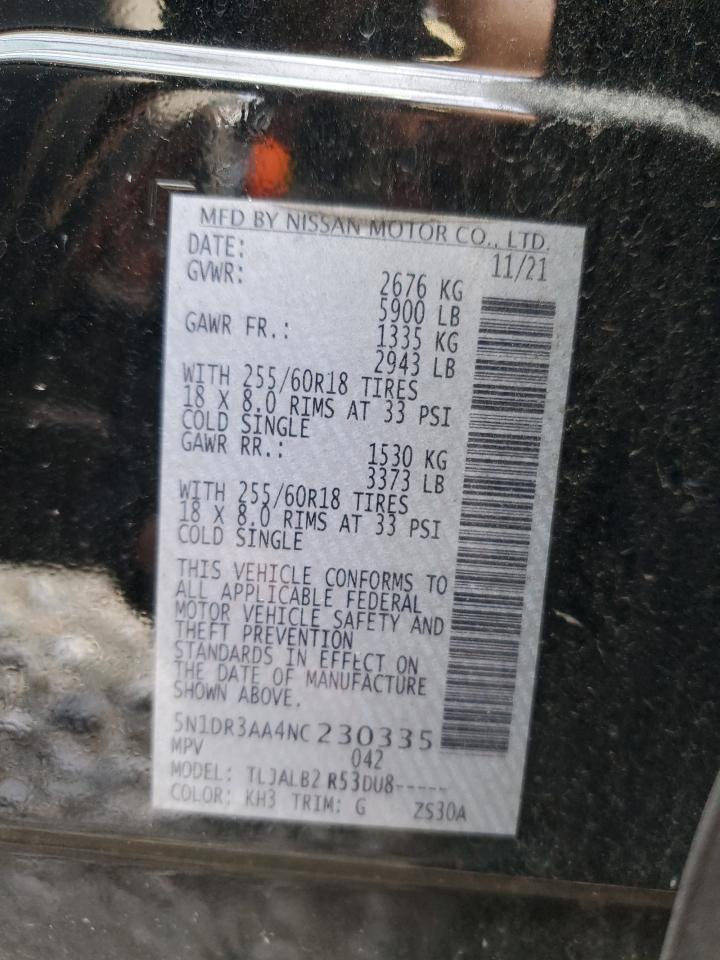 MFD BY NISSAN MOTOR CO., LTD.
DATE: 11/21
GVWR: 2676 KG
5900 LB
GAWR FR.: 1335 KG
2943 LB
WITH 255/60R18 TIRES
18 X 8.0 RIMS AT 33 PSI
COLD SINGLE
GAWR RR.: 1530 KG
3373 LB
WITH 255/60R18 TIRES
18 X 8.0 RIMS AT 33 PSI
COLD SINGLE
THIS VEHICLE CONFORMS TO
ALL APPLICABLE FEDERAL
MOTOR VEHICLE SAFETY AND
THEFT PREVENTION
STANDARDS IN EFFECT ON
THE DATE OF MANUFACTURE
SHOWN ABOVE.
5N1DR3AA4NC230335
MPV 042
MODEL: TLJALB2 R53DU8-----
COLOR: KH3 TRIM: G ZS30A